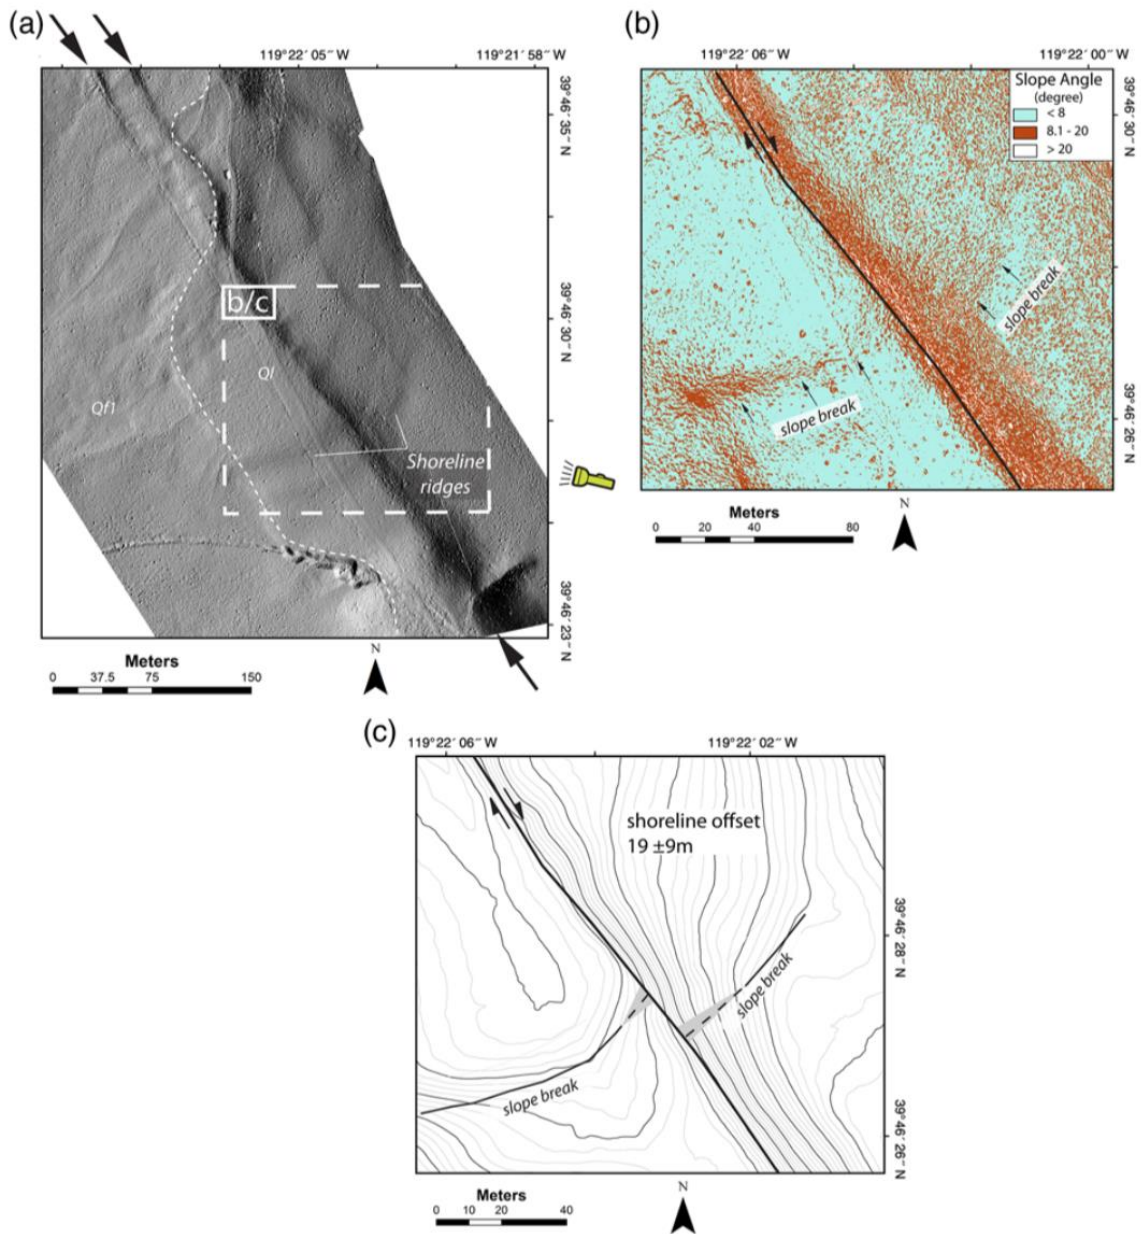 (a)
119°22´05˝ W
119°21´58˝ W
39°46´35˝ N
39°46´30˝ N
39°46´23˝ N
b/c
Ql
Qf1
Shoreline
ridges
Meters
0 37.5 75 150
N
(b)
119°22´06˝ W
119°22´00˝ W
Slope Angle
(degree)
< 8
8.1 - 20
> 20
39°46´30˝ N
39°46´26˝ N
slope break
slope break
Meters
0 20 40 80
N
(c)
119°22´06˝ W
119°22´02˝ W
shoreline offset
19 ±9m
39°46´28˝ N
39°46´26˝ N
slope break
slope break
Meters
0 10 20 40
N